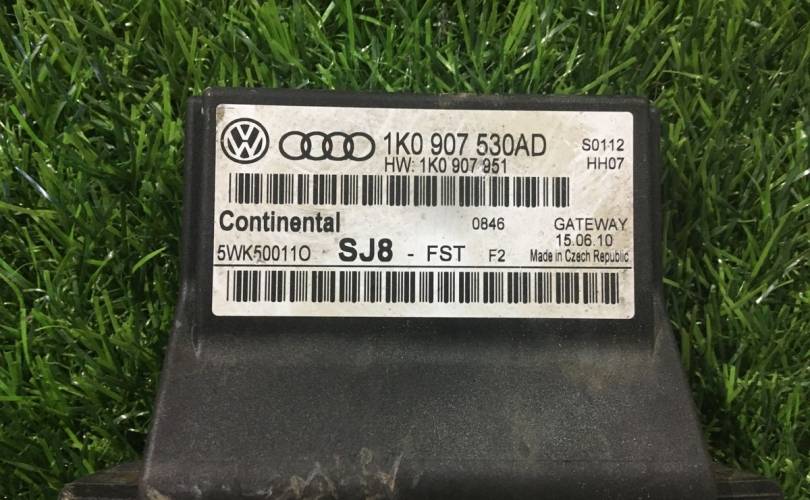 1K0 907 530AD S0112
HW: 1K0 907 951 HH07
Continental 0846 GATEWAY
15.06.10
5WK50011O SJ8 - FST F2 Made in Czech Republic